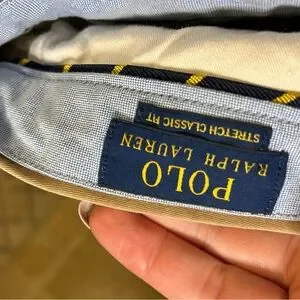 POLO
RALPH LAUREN
STRETCH CLASSIC FIT